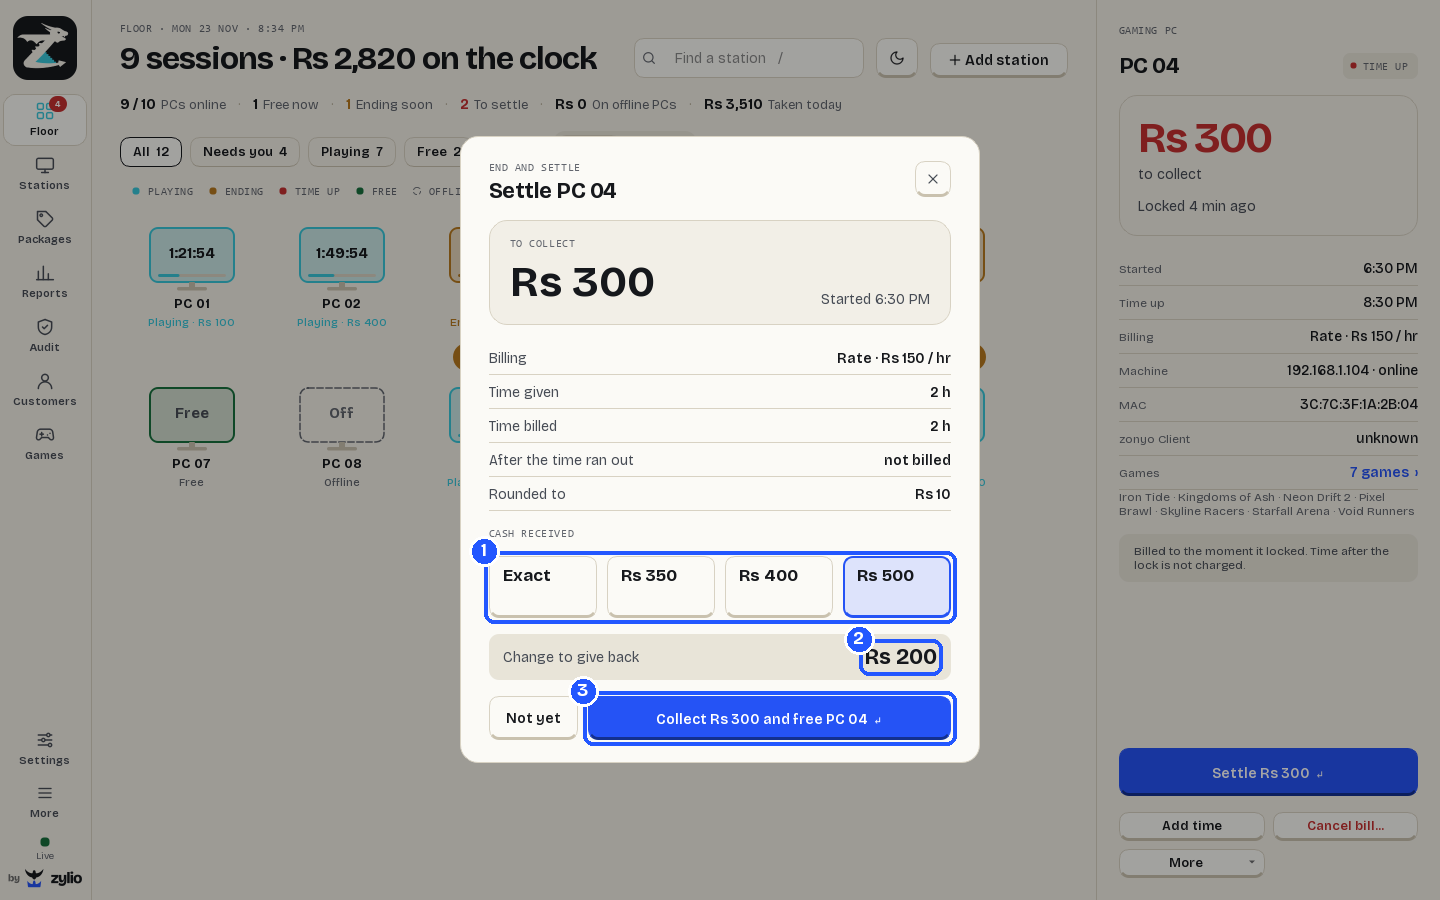 FLOOR · MON 23 NOV · 8:34 PM
9 sessions · Rs 2,820 on the clock
Find a station /
+ Add station
9 / 10 PCs online · 1 Free now · 1 Ending soon · 2 To settle · Rs 0 On offline PCs · Rs 3,510 Taken today
All 12
Needs you 4
Playing 7
Free 2
PLAYING
ENDING
TIME UP
FREE
4
Floor
Stations
Packages
Reports
Audit
Customers
Games
Settings
More
Live
by zylio
1:21:54
PC 01
Playing · Rs 100
1:49:54
PC 02
Playing · Rs 400
Free
PC 07
Free
Off
PC 08
Offline
END AND SETTLE
Settle PC 04
TO COLLECT
Rs 300
Started 6:30 PM
Billing Rate · Rs 150 / hr
Time given 2 h
Time billed 2 h
After the time ran out not billed
Rounded to Rs 10
CASH RECEIVED
1
Exact
Rs 350
Rs 400
Rs 500
2
Change to give back Rs 200
3
Not yet
Collect Rs 300 and free PC 04 ↲
GAMING PC
PC 04
TIME UP
Rs 300
to collect
Locked 4 min ago
Started 6:30 PM
Time up 8:30 PM
Billing Rate · Rs 150 / hr
Machine 192.168.1.104 · online
MAC 3C:7C:3F:1A:2B:04
zonyo Client unknown
Games 7 games ›
Iron Tide · Kingdoms of Ash · Neon Drift 2 · Pixel
Brawl · Skyline Racers · Starfall Arena · Void Runners
Billed to the moment it locked. Time after the
lock is not charged.
Settle Rs 300 ↲
Add time
Cancel bill...
More